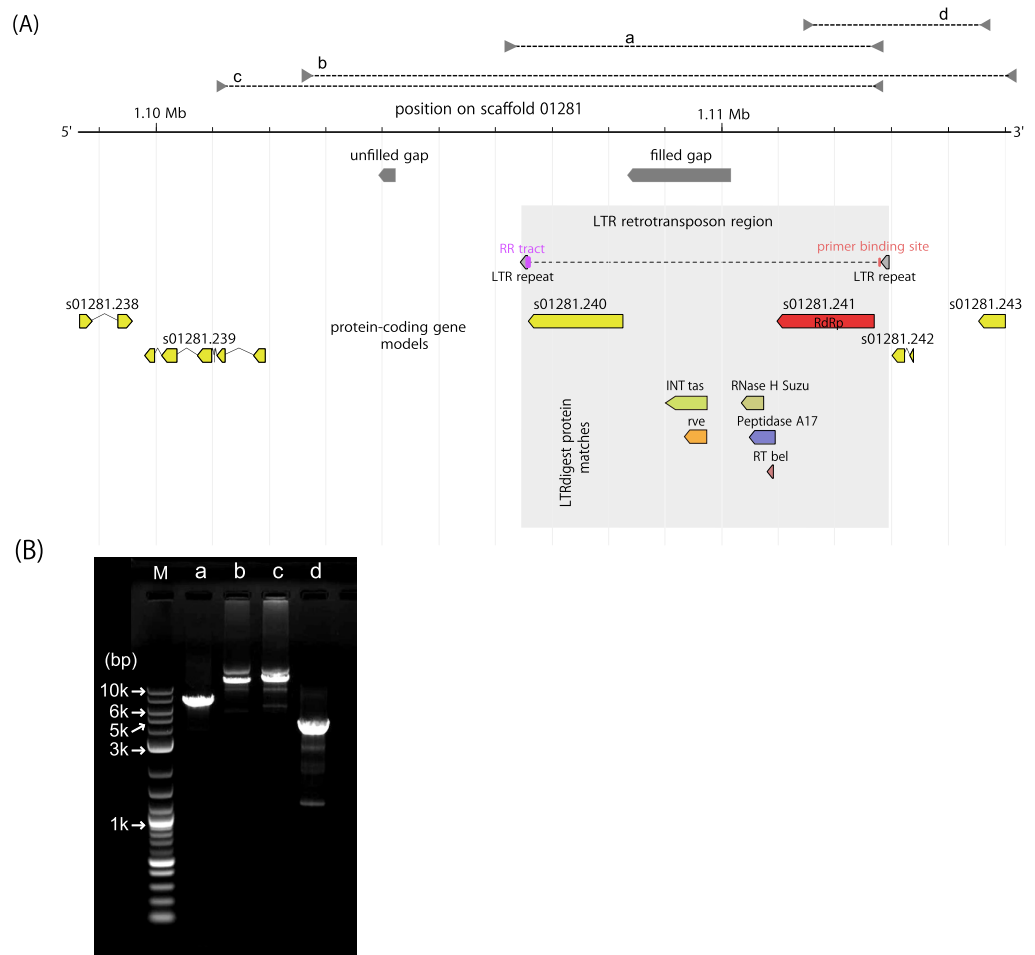 (A)
d
a
b
c
position on scaffold 01281
1.10 Mb
1.11 Mb
5'
3'
unfilled gap
filled gap
LTR retrotransposon region
RR tract
primer binding site
LTR repeat
LTR repeat
s01281.238
s01281.240
s01281.241
s01281.243
RdRp
protein-coding gene
models
s01281.239
s01281.242
INT tas
RNase H Suzu
rve
Peptidase A17
RT bel
LTRdigest protein
matches
(B)
M a b c d
(bp)
10k
6k
5k
3k
1k